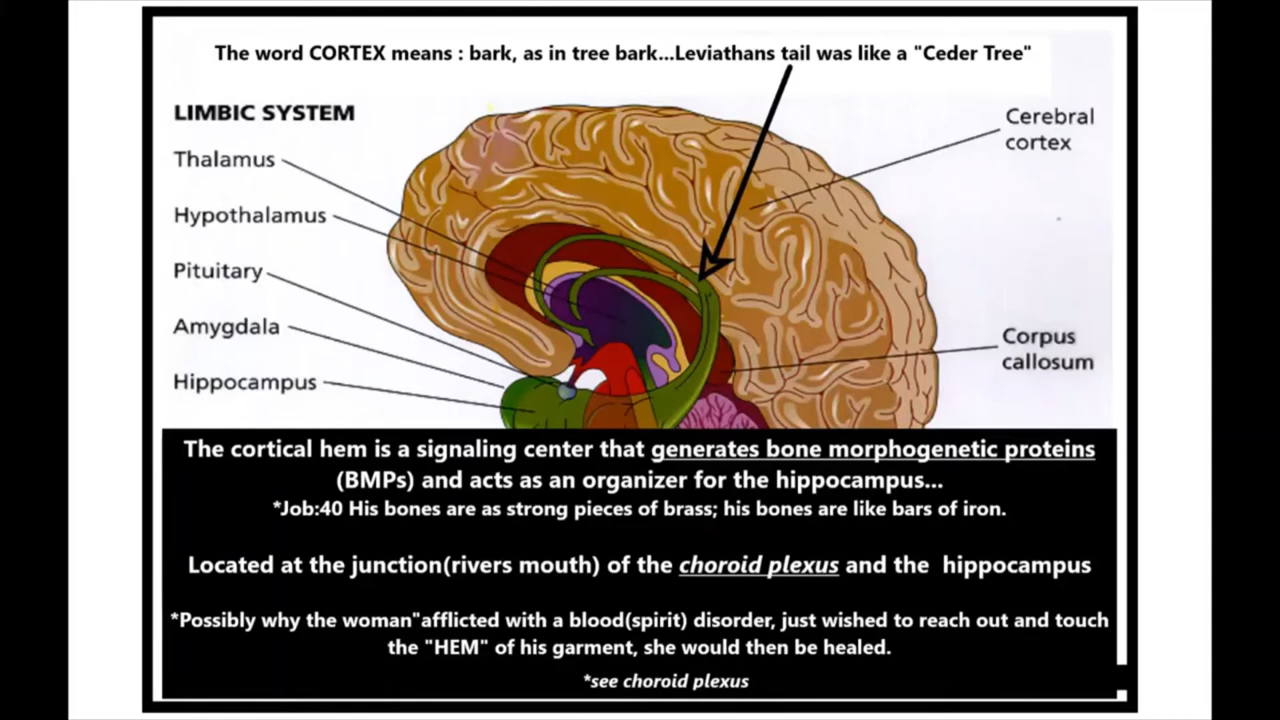 The word CORTEX means : bark, as in tree bark...Leviathans tail was like a "Ceder Tree"
LIMBIC SYSTEM
Thalamus
Hypothalamus
Pituitary
Amygdala
Hippocampus
Cerebral
cortex
Corpus
callosum
The cortical hem is a signaling center that generates bone morphogenetic proteins
(BMPs) and acts as an organizer for the hippocampus...
*Job:40 His bones are as strong pieces of brass; his bones are like bars of iron.
Located at the junction(rivers mouth) of the choroid plexus and the hippocampus
*Possibly why the woman"afflicted with a blood(spirit) disorder, just wished to reach out and touch
the "HEM" of his garment, she would then be healed.
*see choroid plexus